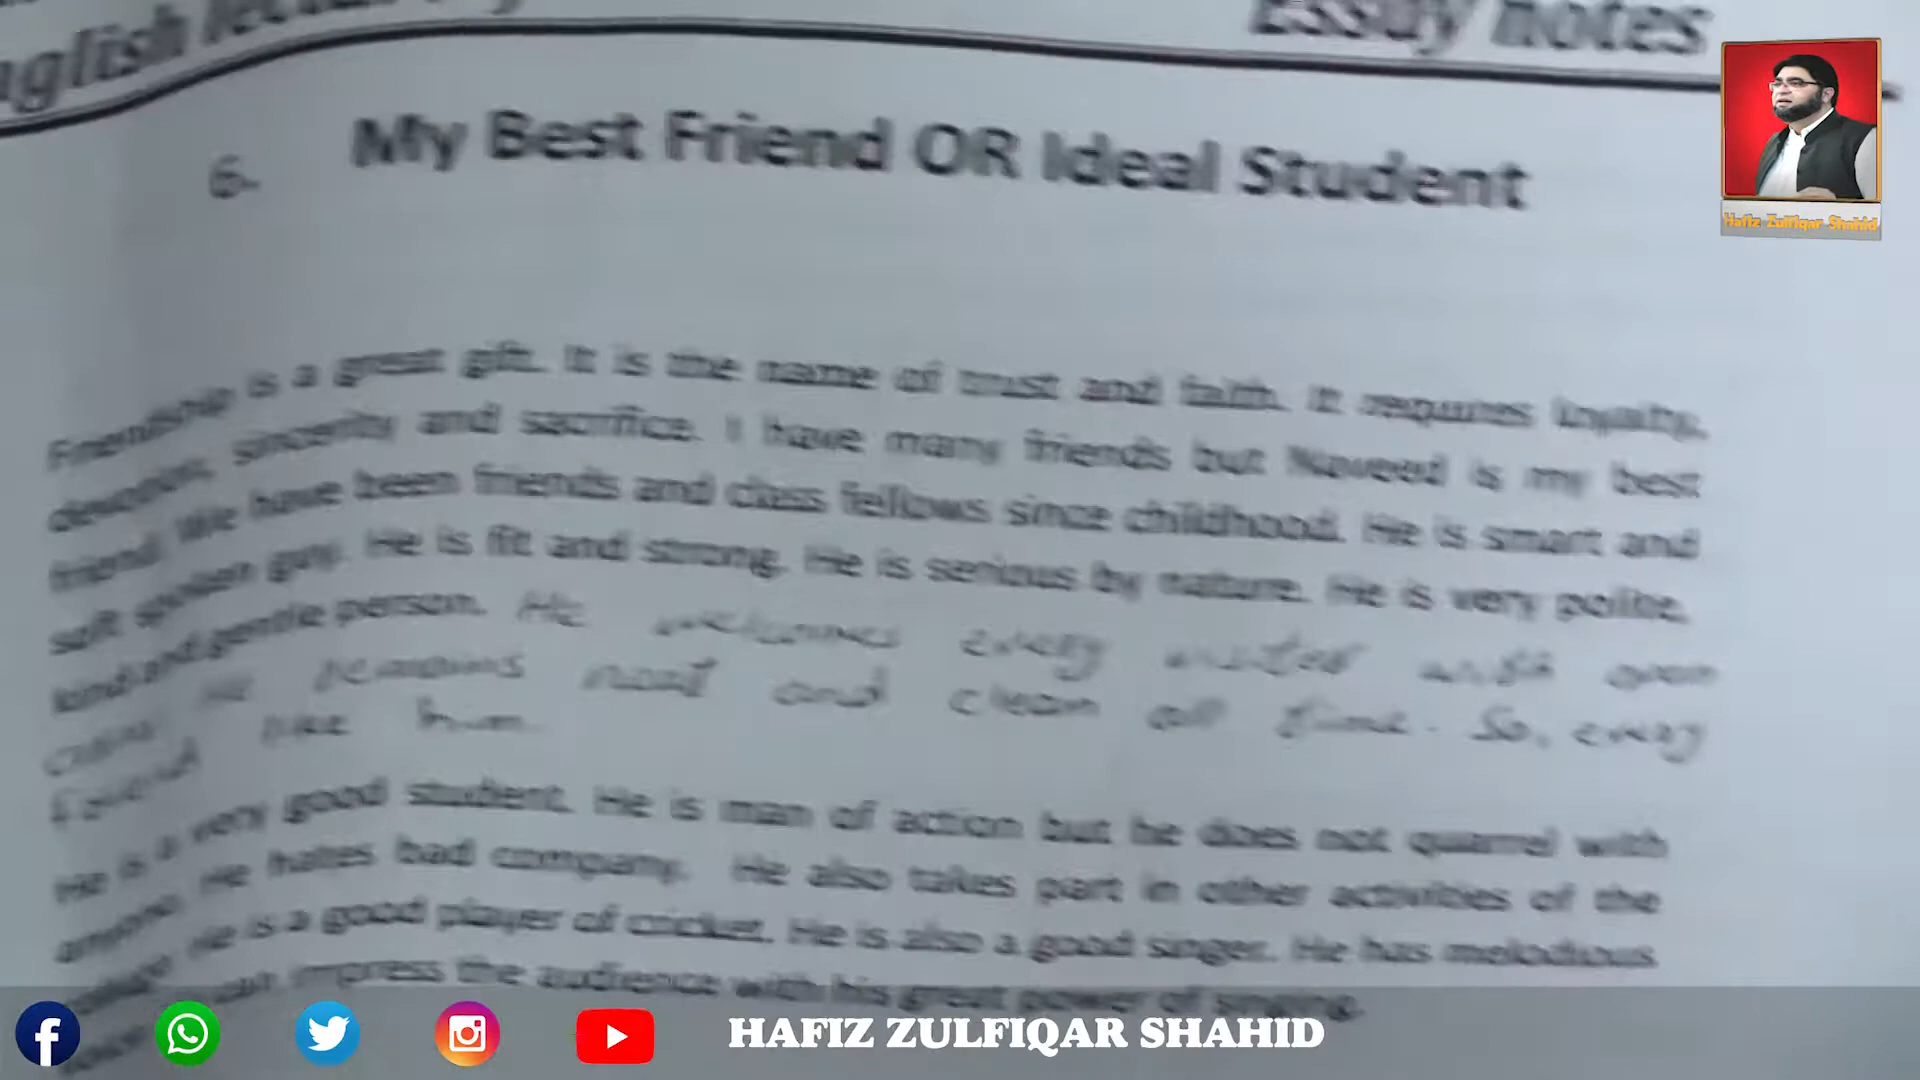 Essay notes
6- My Best Friend OR Ideal Student
Hafiz Zulfiqar Shahid
Friendship is a great gift. It is the name of trust and faith. It requires loyalty,
devotion, sincerity and sacrifice. I have many friends but Naveed is my best
friend. We have been friends and class fellows since childhood. He is smart and
soft spoken guy. He is fit and strong. He is serious by nature. He is very polite,
kind and gentle person. He welcomes every visitor with open
He remains neat and clean all time. So, every
like him.
He is a very good student. He is man of action but he does not quarrel with
anyone. He hates bad company. He also takes part in other activities of the
He is a good player of cricket. He is also a good singer. He has melodious
can impress the audience with his great power of singing.
HAFIZ ZULFIQAR SHAHID